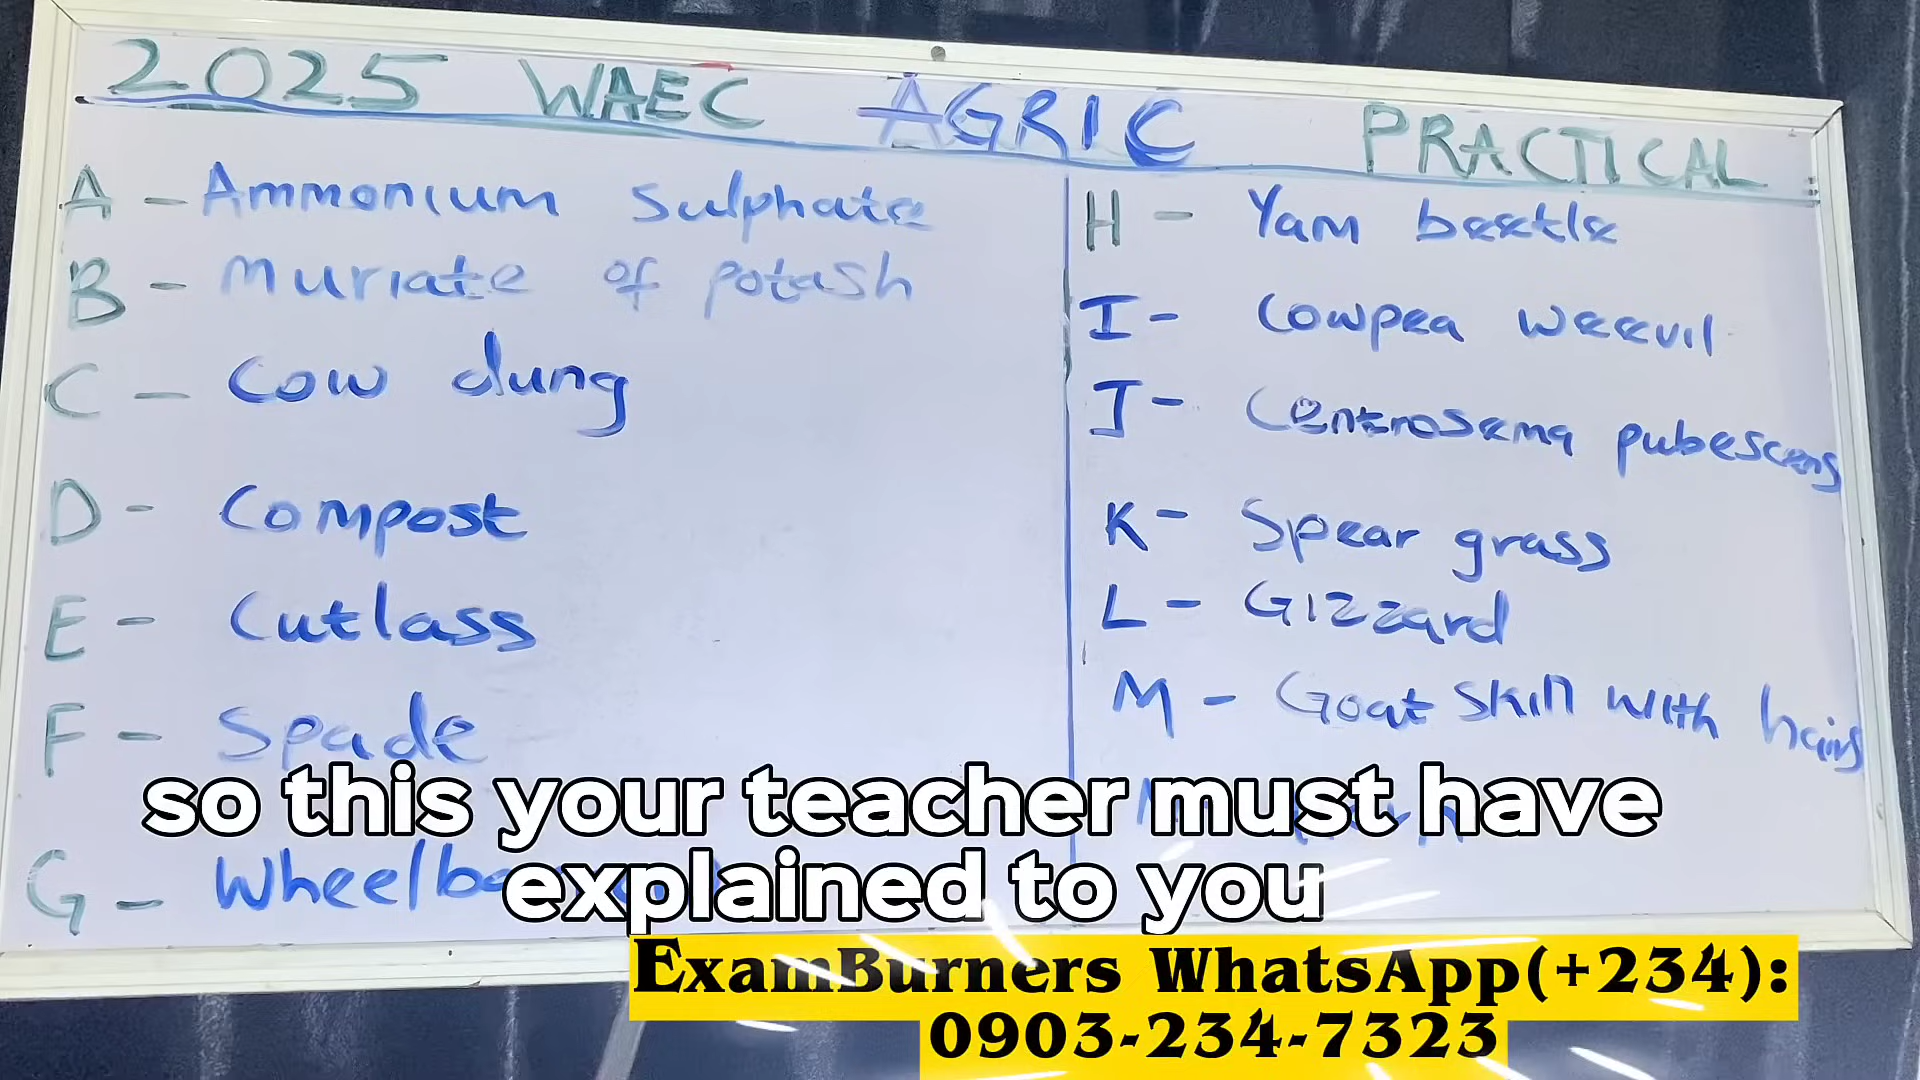 2025 WAEC AGRIC PRACTICAL
A - Ammonium Sulphate
B - Muriate of potash
C - Cow dung
D - Compost
E - Cutlass
F - Spade
G -
H - Yam beetle
I - Cowpea weevil
J - Centrosema pubescens
K - Spear grass
L - Gizzard
M - Goat Skin with hairs
so this your teacher must have
explained to you
ExamBurners WhatsApp(+234):
0903-234-7323